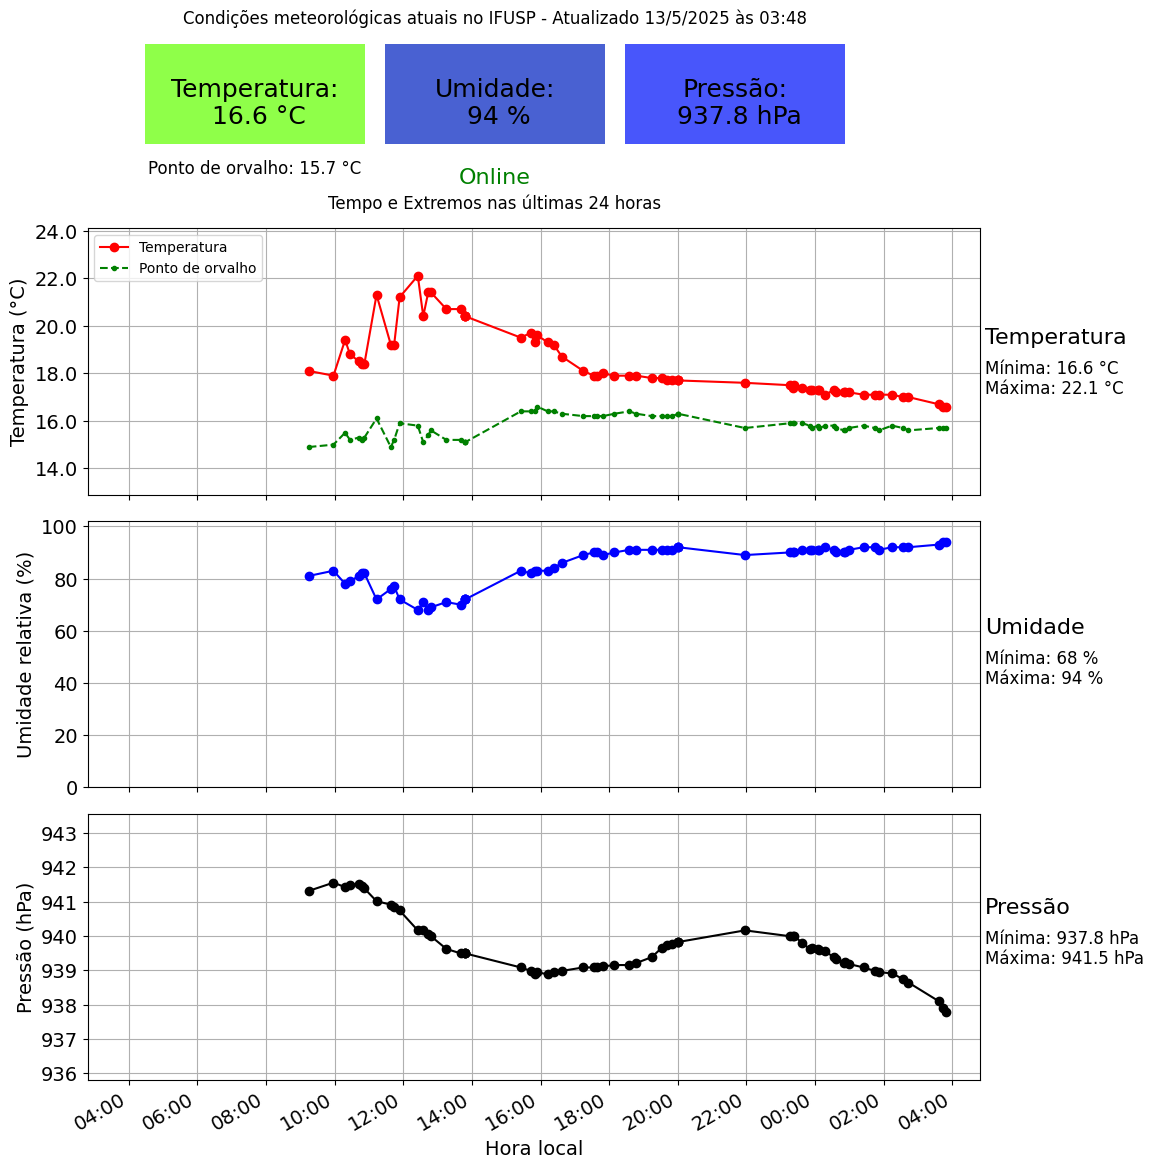 Condições meteorológicas atuais no IFUSP - Atualizado 13/5/2025 às 03:48
Temperatura:
16.6 °C
Umidade:
94 %
Pressão:
937.8 hPa
Ponto de orvalho: 15.7 °C
Online
Tempo e Extremos nas últimas 24 horas
Temperatura (°C)
24.0
22.0
20.0
18.0
16.0
14.0
Temperatura
Ponto de orvalho
Temperatura
Mínima: 16.6 °C
Máxima: 22.1 °C
Umidade relativa (%)
100
80
60
40
20
0
Umidade
Mínima: 68 %
Máxima: 94 %
Pressão (hPa)
943
942
941
940
939
938
937
936
Pressão
Mínima: 937.8 hPa
Máxima: 941.5 hPa
04:00 06:00 08:00 10:00 12:00 14:00 16:00 18:00 20:00 22:00 00:00 02:00 04:00
Hora local